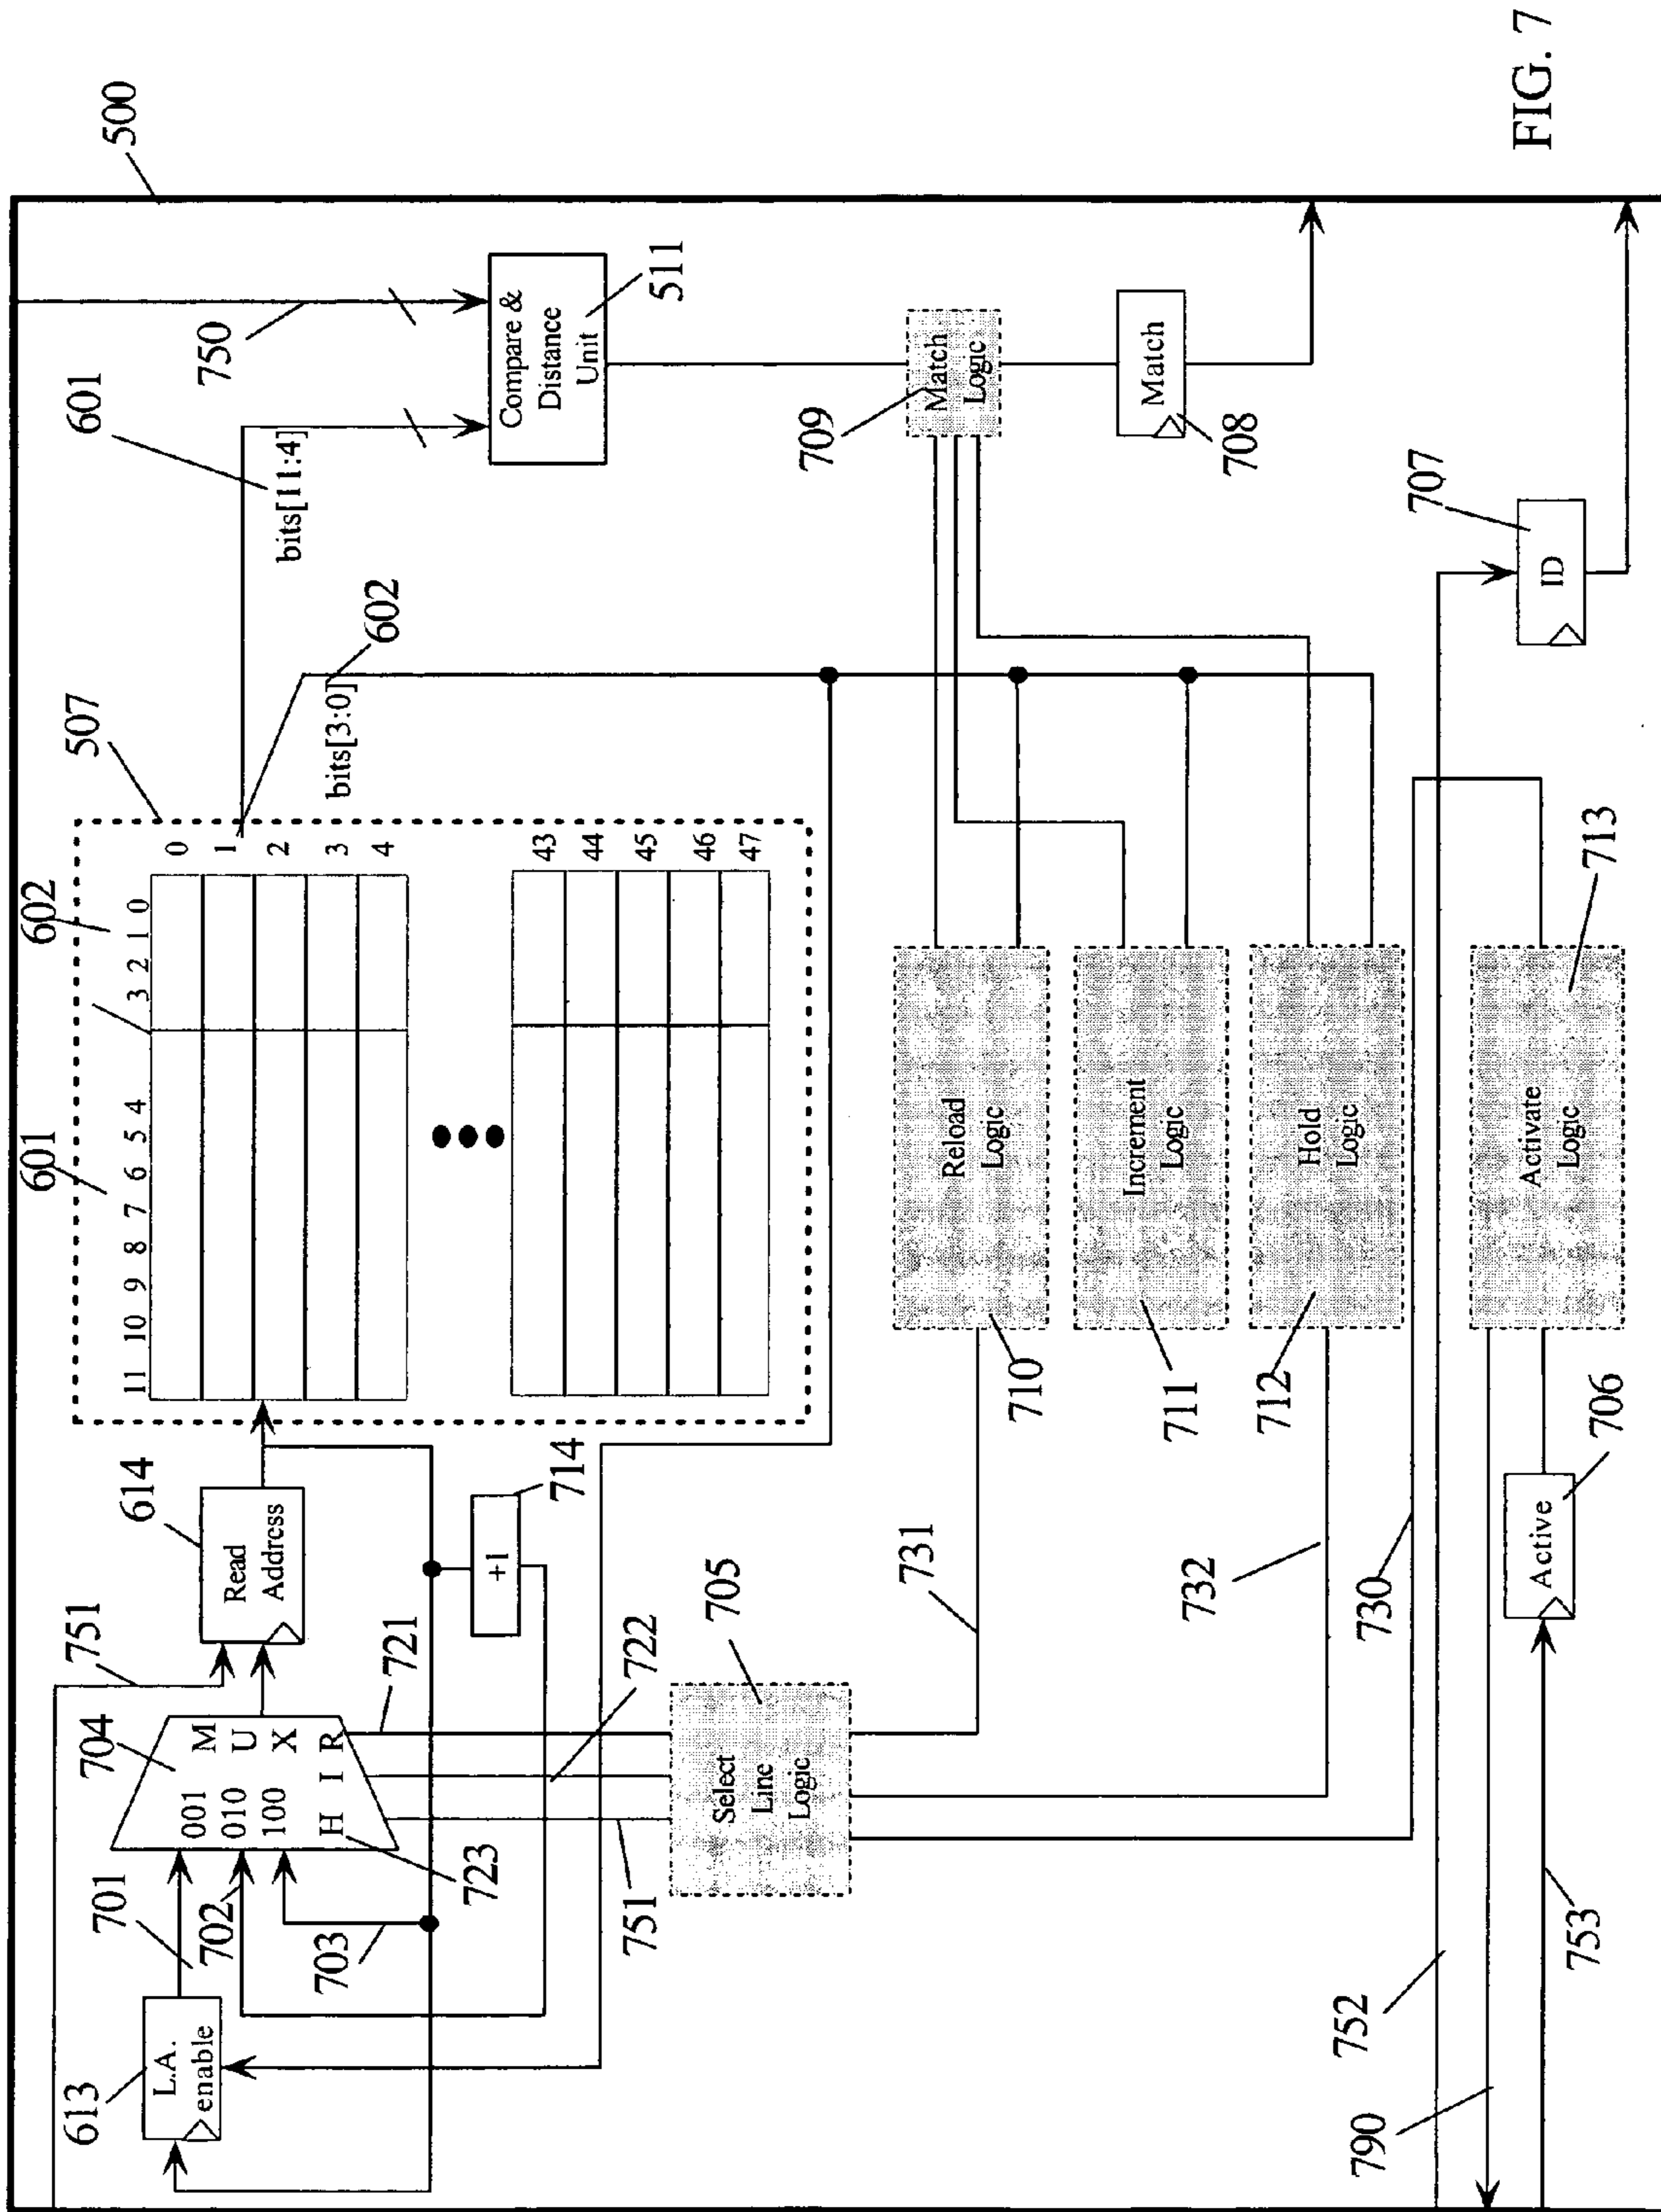 500
601
bits[11:4]
750
Compare &
Distance
Unit
511
507
602
bits[3:0]
601
602
11 10 9 8 7 6 5 4 3 2 1 0
0
1
2
3
4
43
44
45
46
47
614
Read
Address
751
704
M
U
X
001
010
100
H I R
723
613
L.A.
enable
701
702
703
+1
714
721
722
751
705
Select
Line
Logic
709
Match
Logic
Match
708
707
ID
Reload
Logic
710
731
Increment
Logic
711
Hold
Logic
712
732
730
Activate
Logic
713
Active
706
752
790
753
FIG. 7